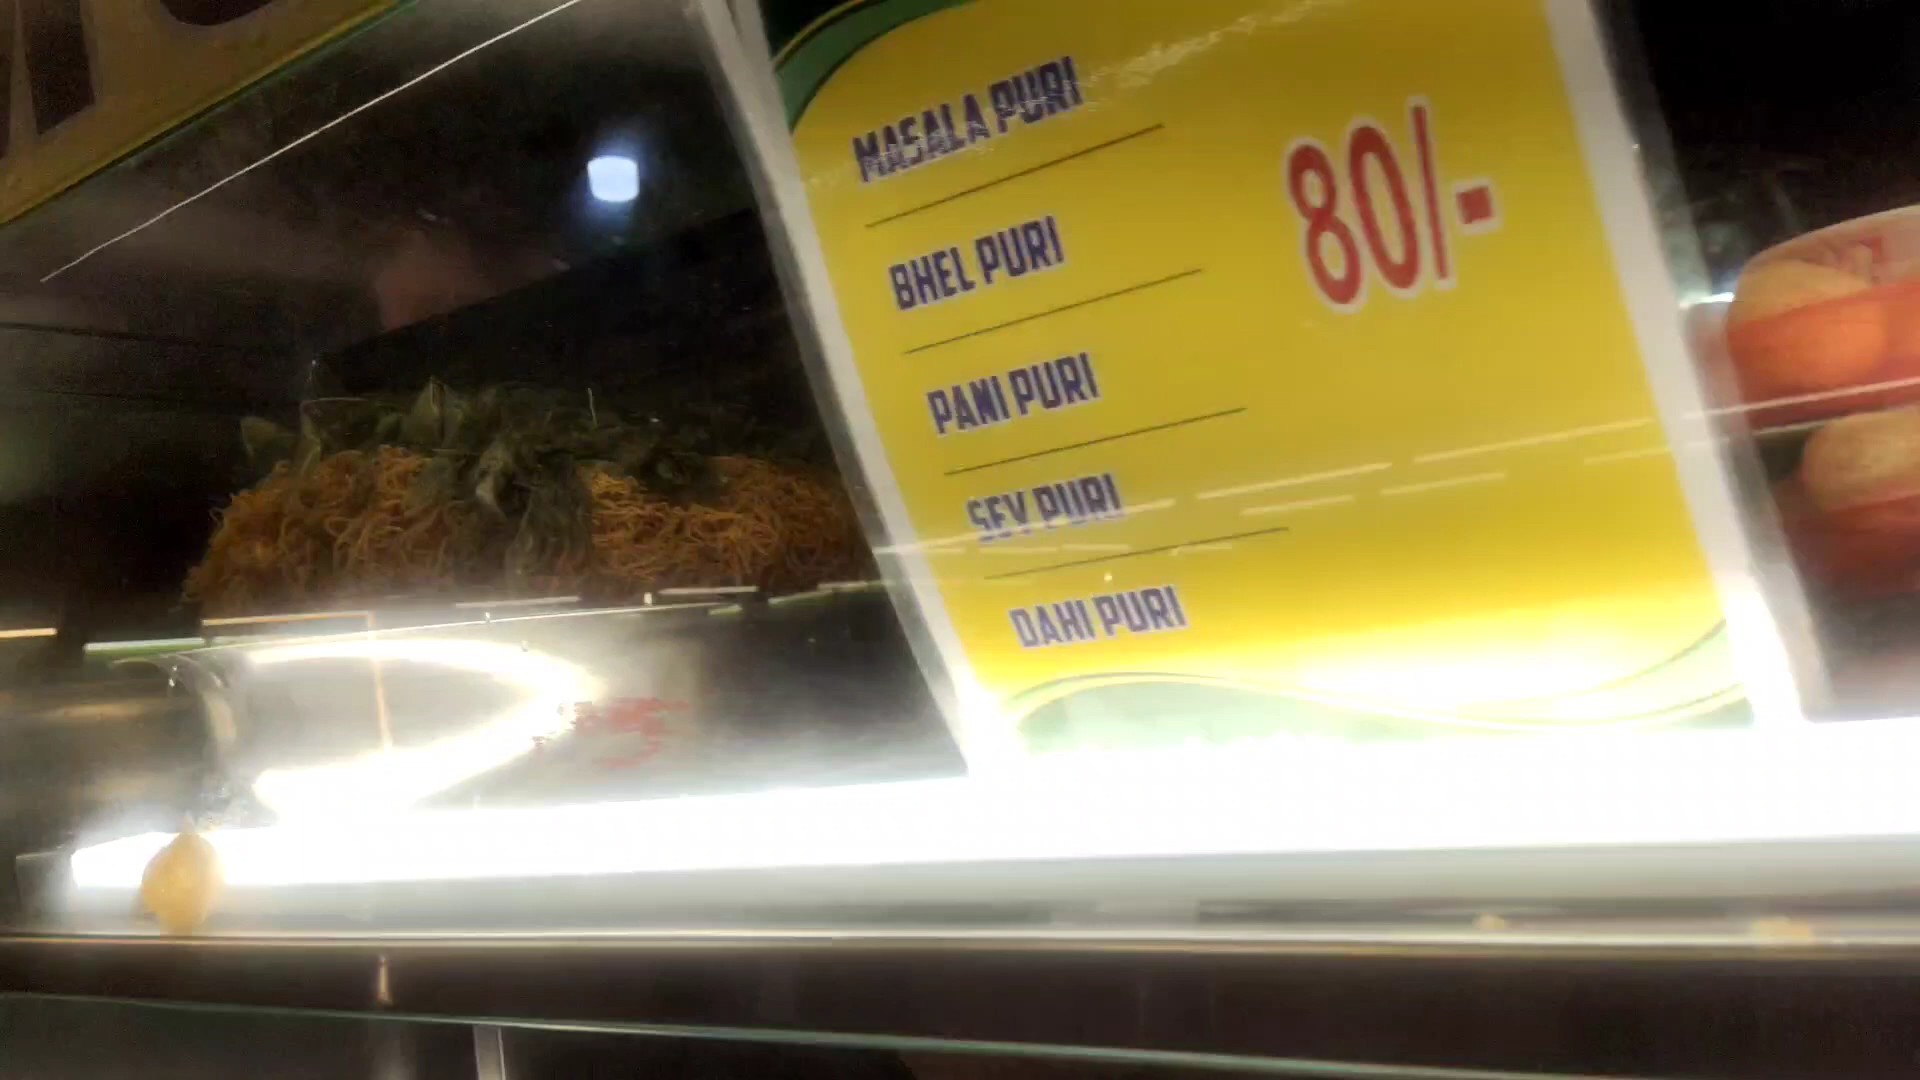 MASALA PURI
80/-
BHEL PURI
PANI PURI
SEV PURI
DAHI PURI